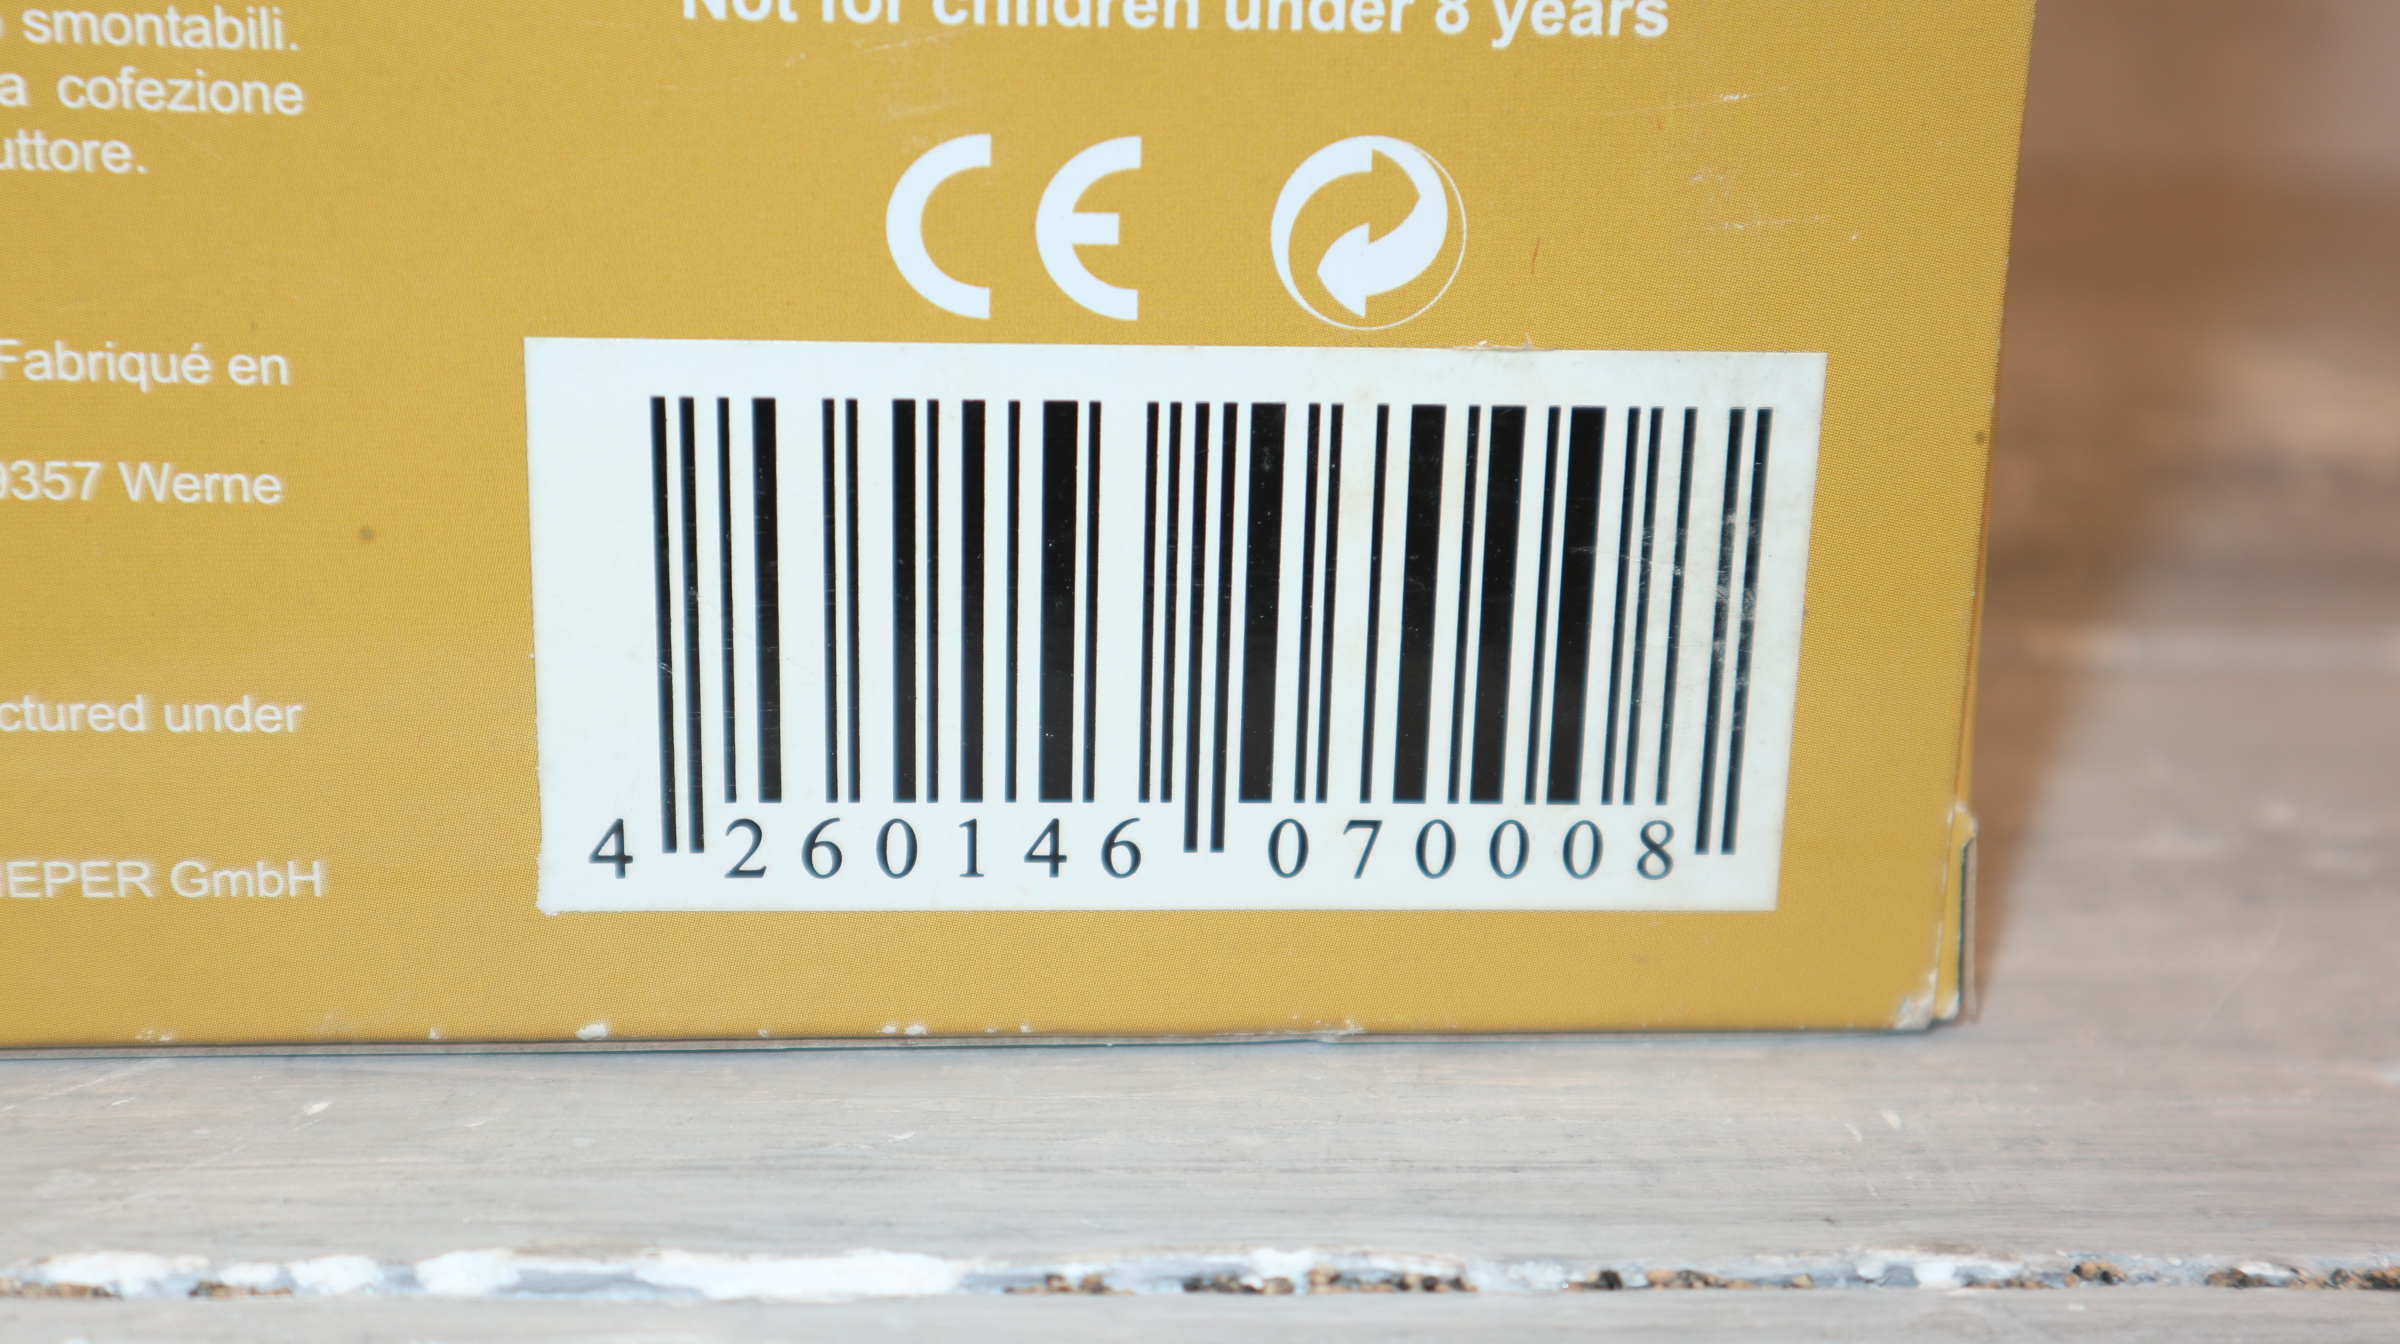 smontabili.
a cofezione
uttore.
Fabriqué en
9357 Werne
ctured under
IEPER GmbH
Not for children under 8 years
CE
4 260146 070008